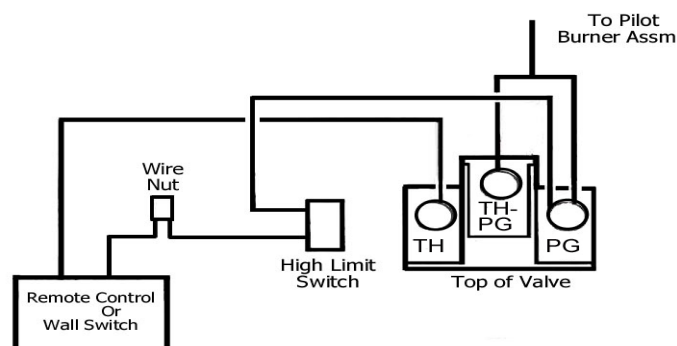 To Pilot
Burner Assm
Wire
Nut
TH
TH-
PG
PG
High Limit
Switch
Top of Valve
Remote Control
Or
Wall Switch